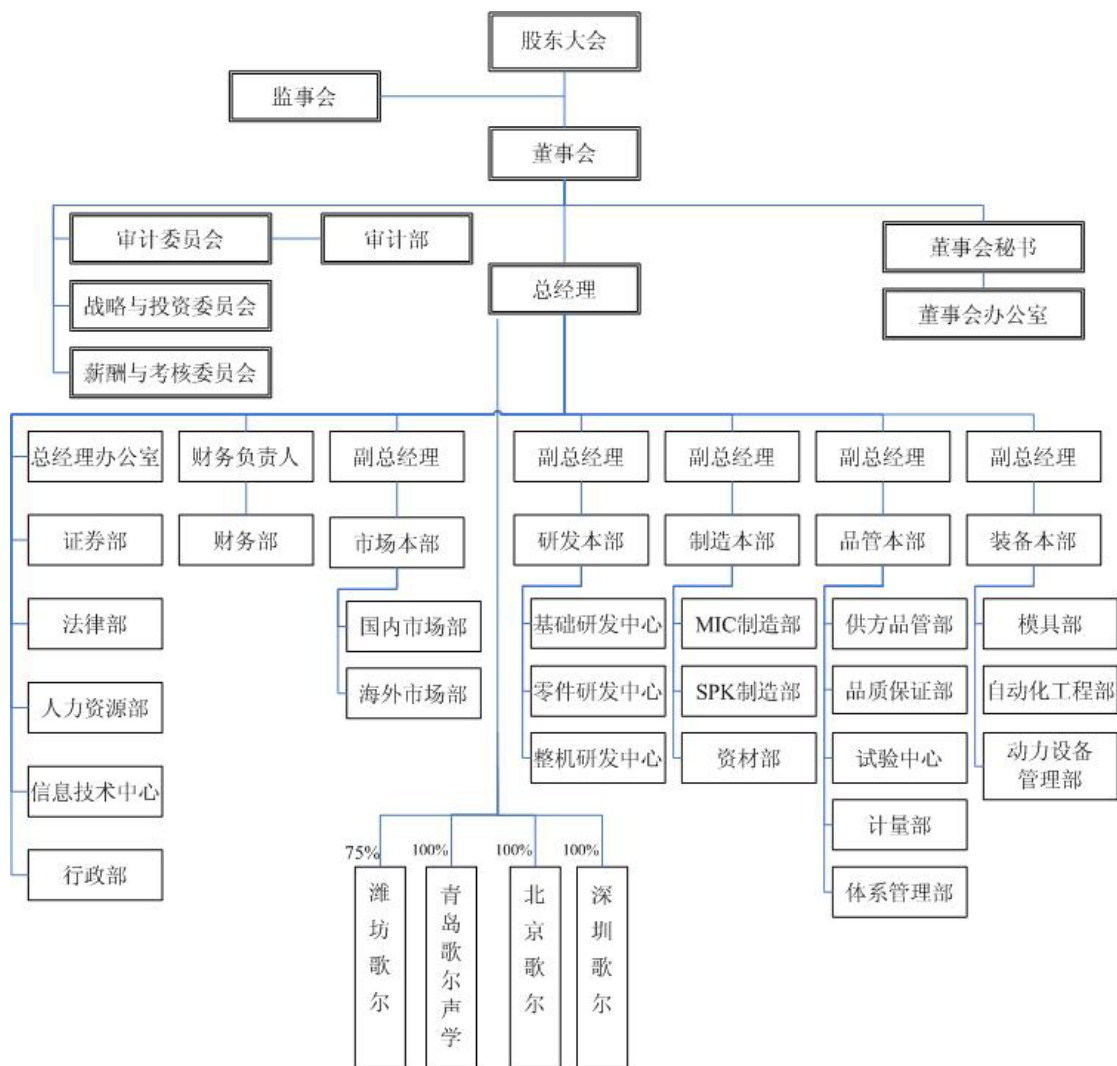 股东大会
监事会
董事会
审计委员会
审计部
董事会秘书
总经理
战略与投资委员会
董事会办公室
薪酬与考核委员会
总经理办公室
财务负责人
副总经理
副总经理
副总经理
副总经理
副总经理
证券部
财务部
市场本部
研发本部
制造本部
品管本部
装备本部
法律部
国内市场部
基础研发中心
MIC制造部
供方品管部
模具部
人力资源部
海外市场部
零件研发中心
SPK制造部
品质保证部
自动化工程部
整机研发中心
资材部
试验中心
动力设备
管理部
信息技术中心
计量部
行政部
体系管理部
75%
100%
100%
100%
潍坊歌尔
青岛歌尔声学
北京歌尔
深圳歌尔